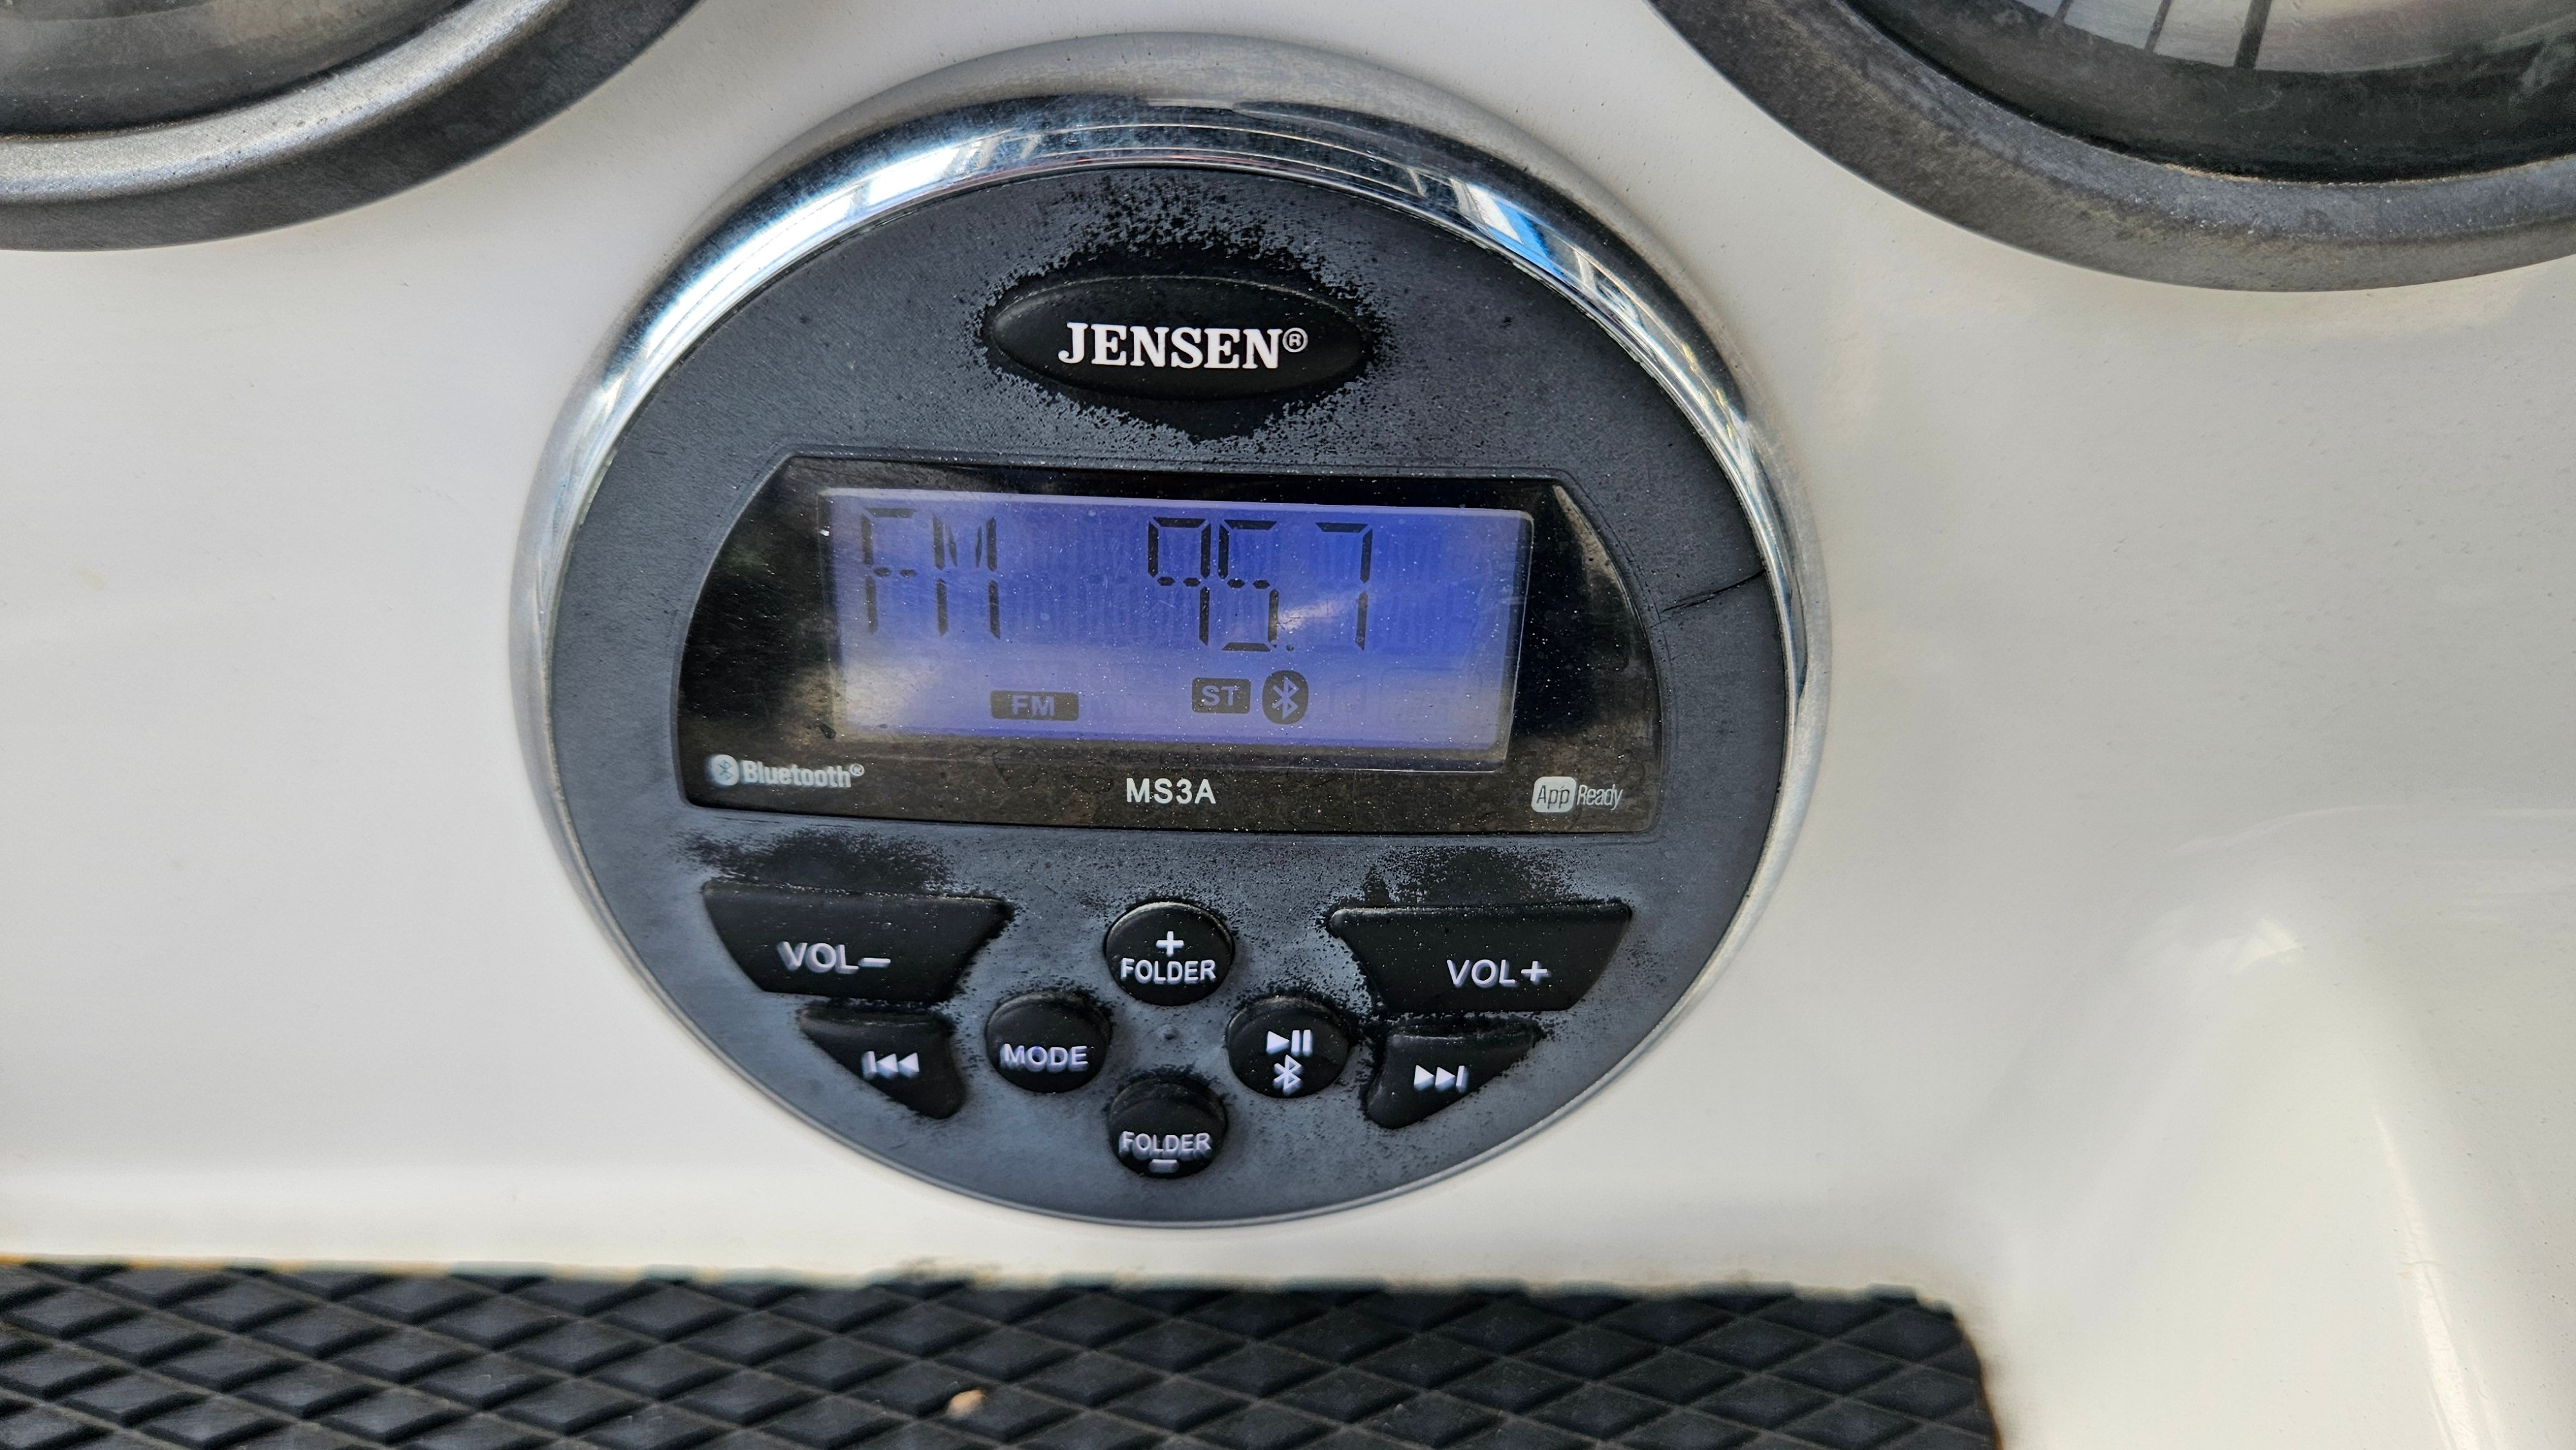 JENSEN®
FM 95.7
FM ST
Bluetooth®
MS3A
App Ready
VOL–
+
FOLDER
VOL+
MODE
FOLDER
–